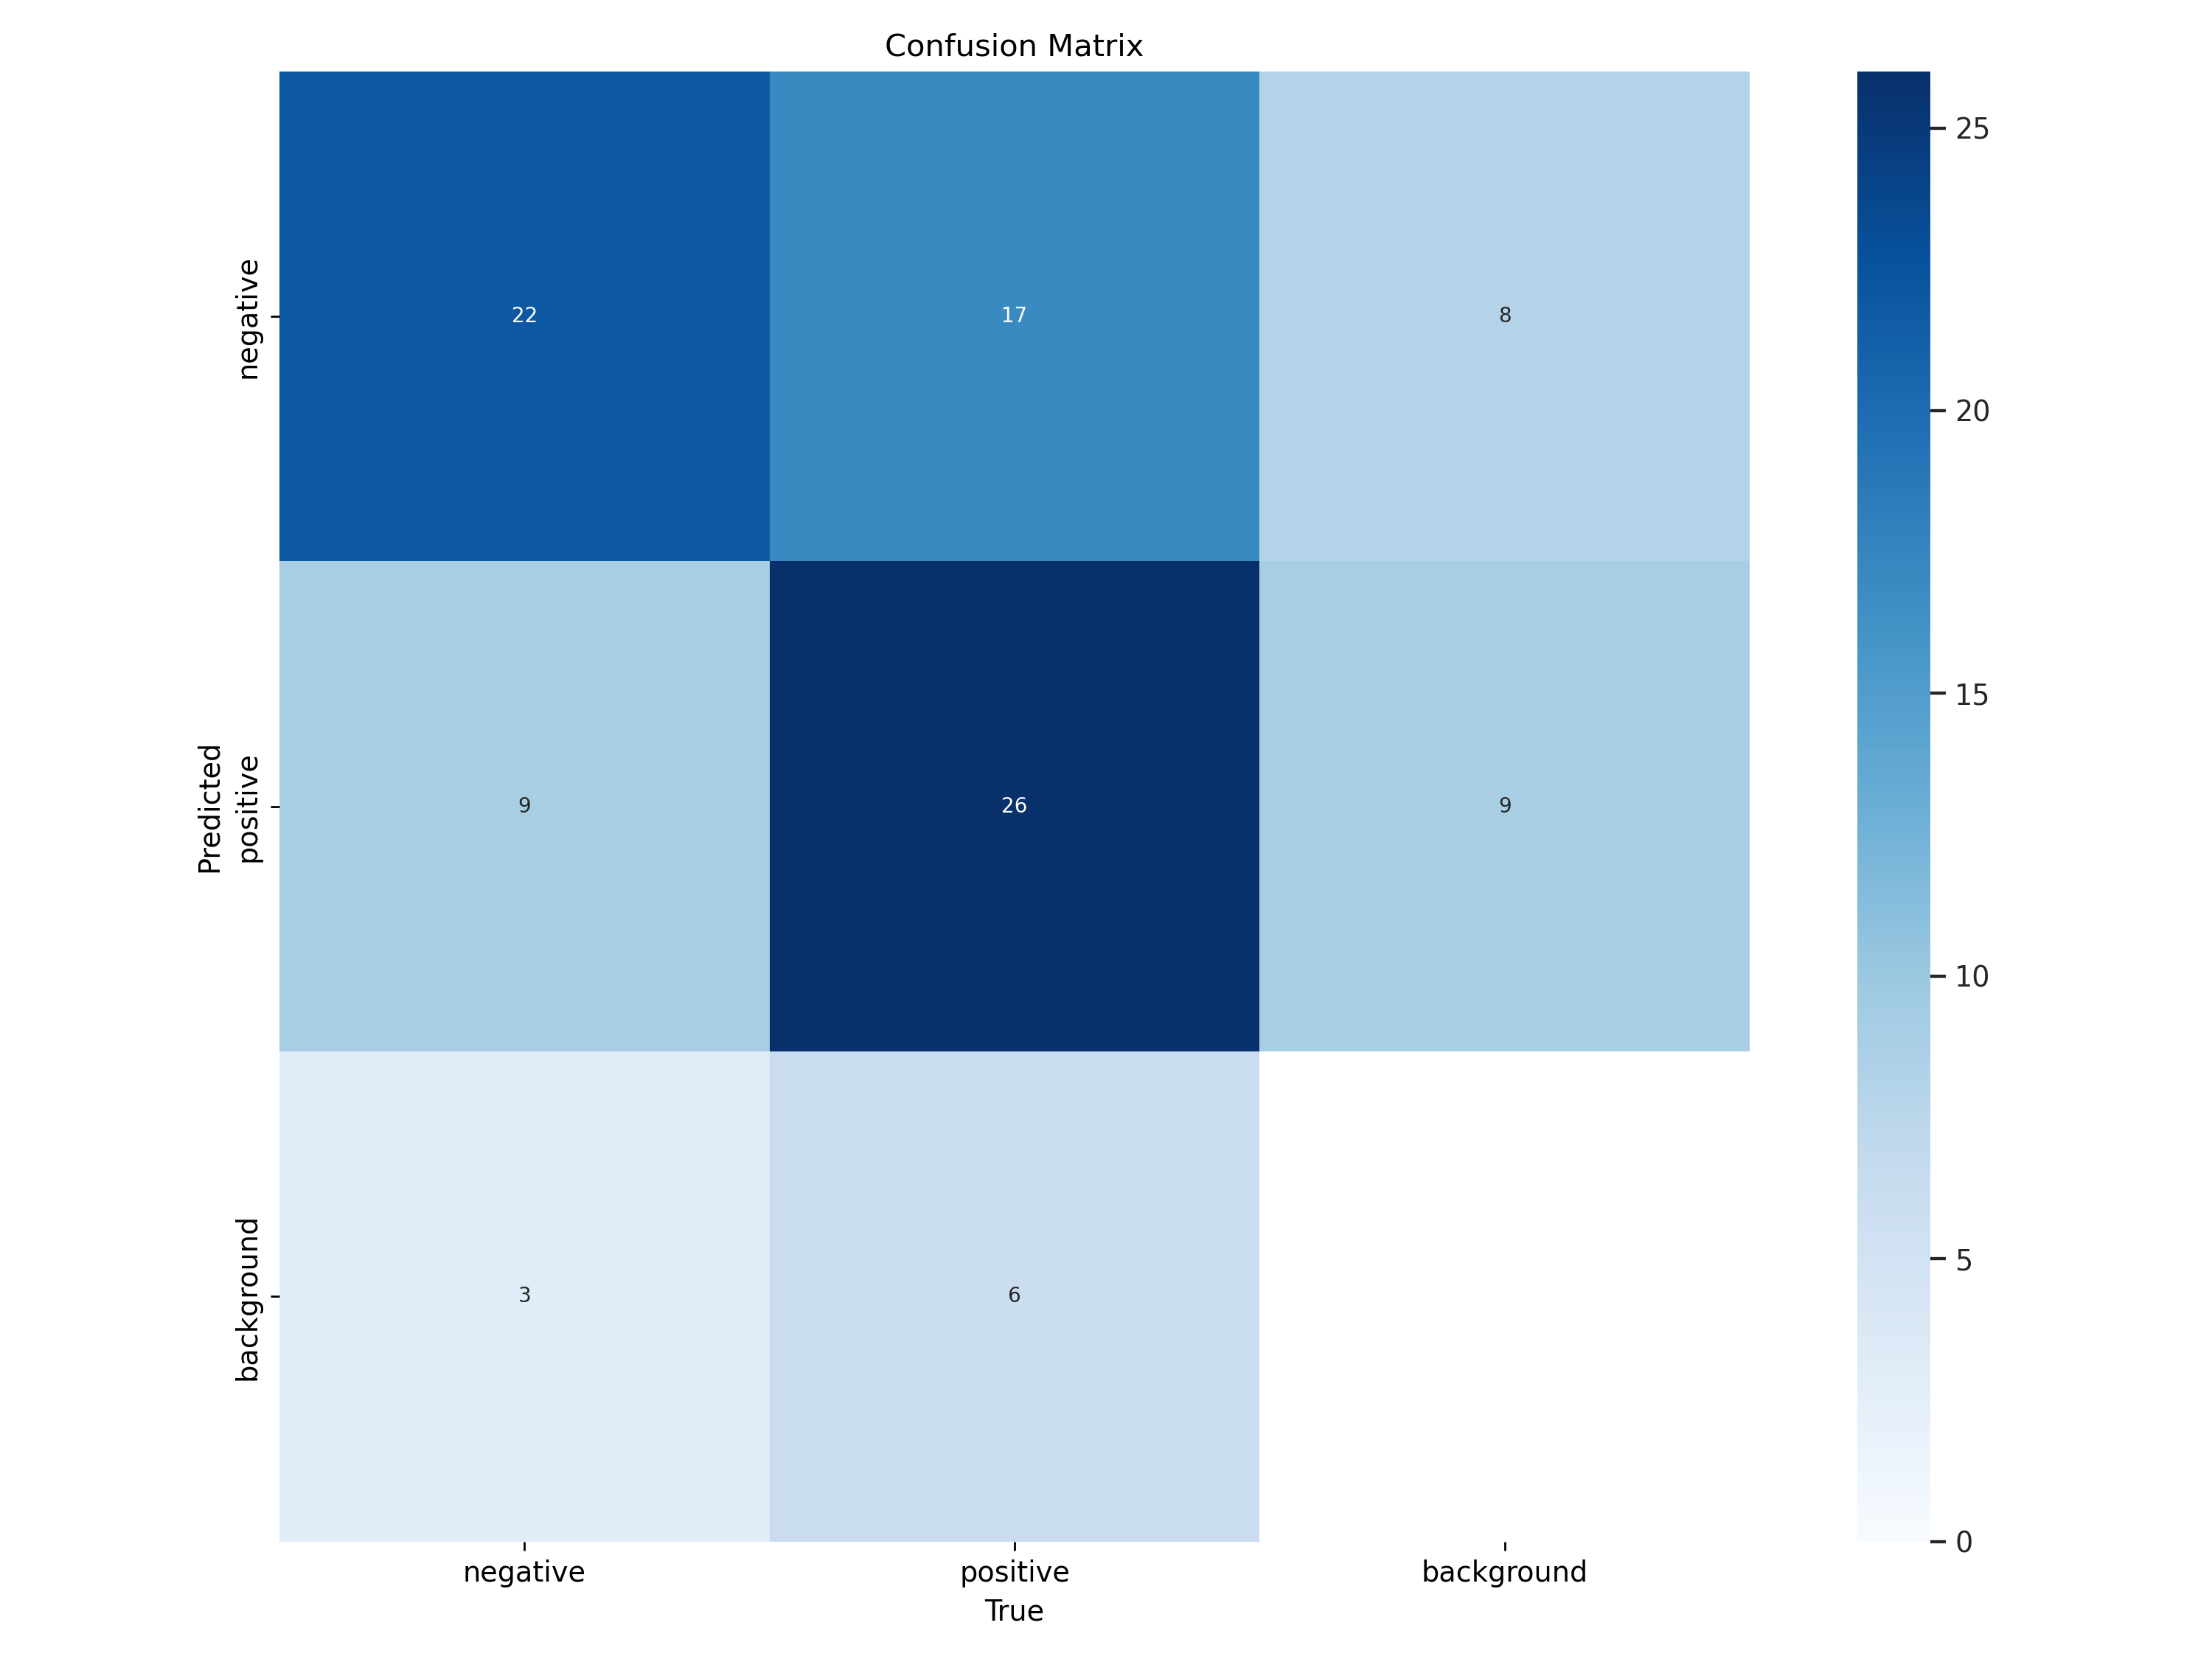 Confusion Matrix
negative
22
17
8
25
20
15
10
5
0
Predicted
positive
9
26
9
background
3
6
negative
positive
background
True